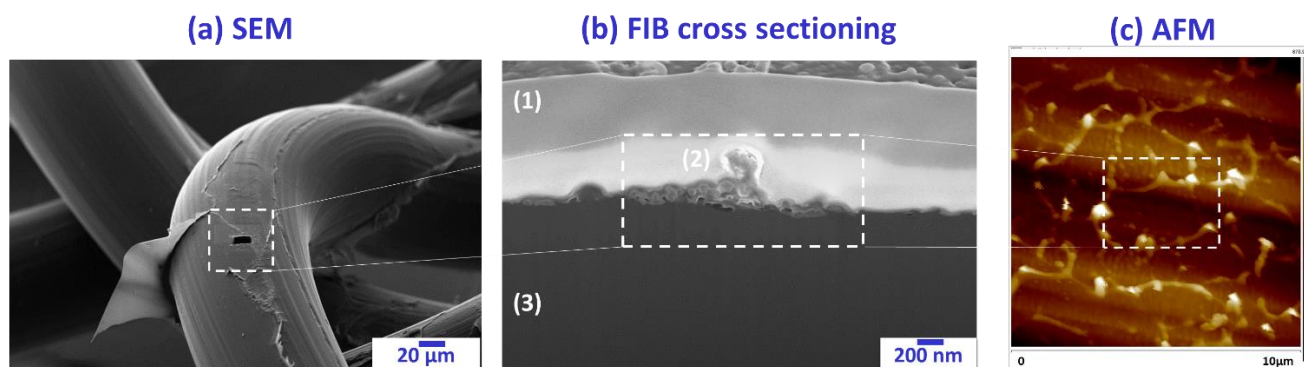 (a) SEM
(b) FIB cross sectioning
(c) AFM
(1)
(2)
(3)
20 µm
200 nm
0
10µm